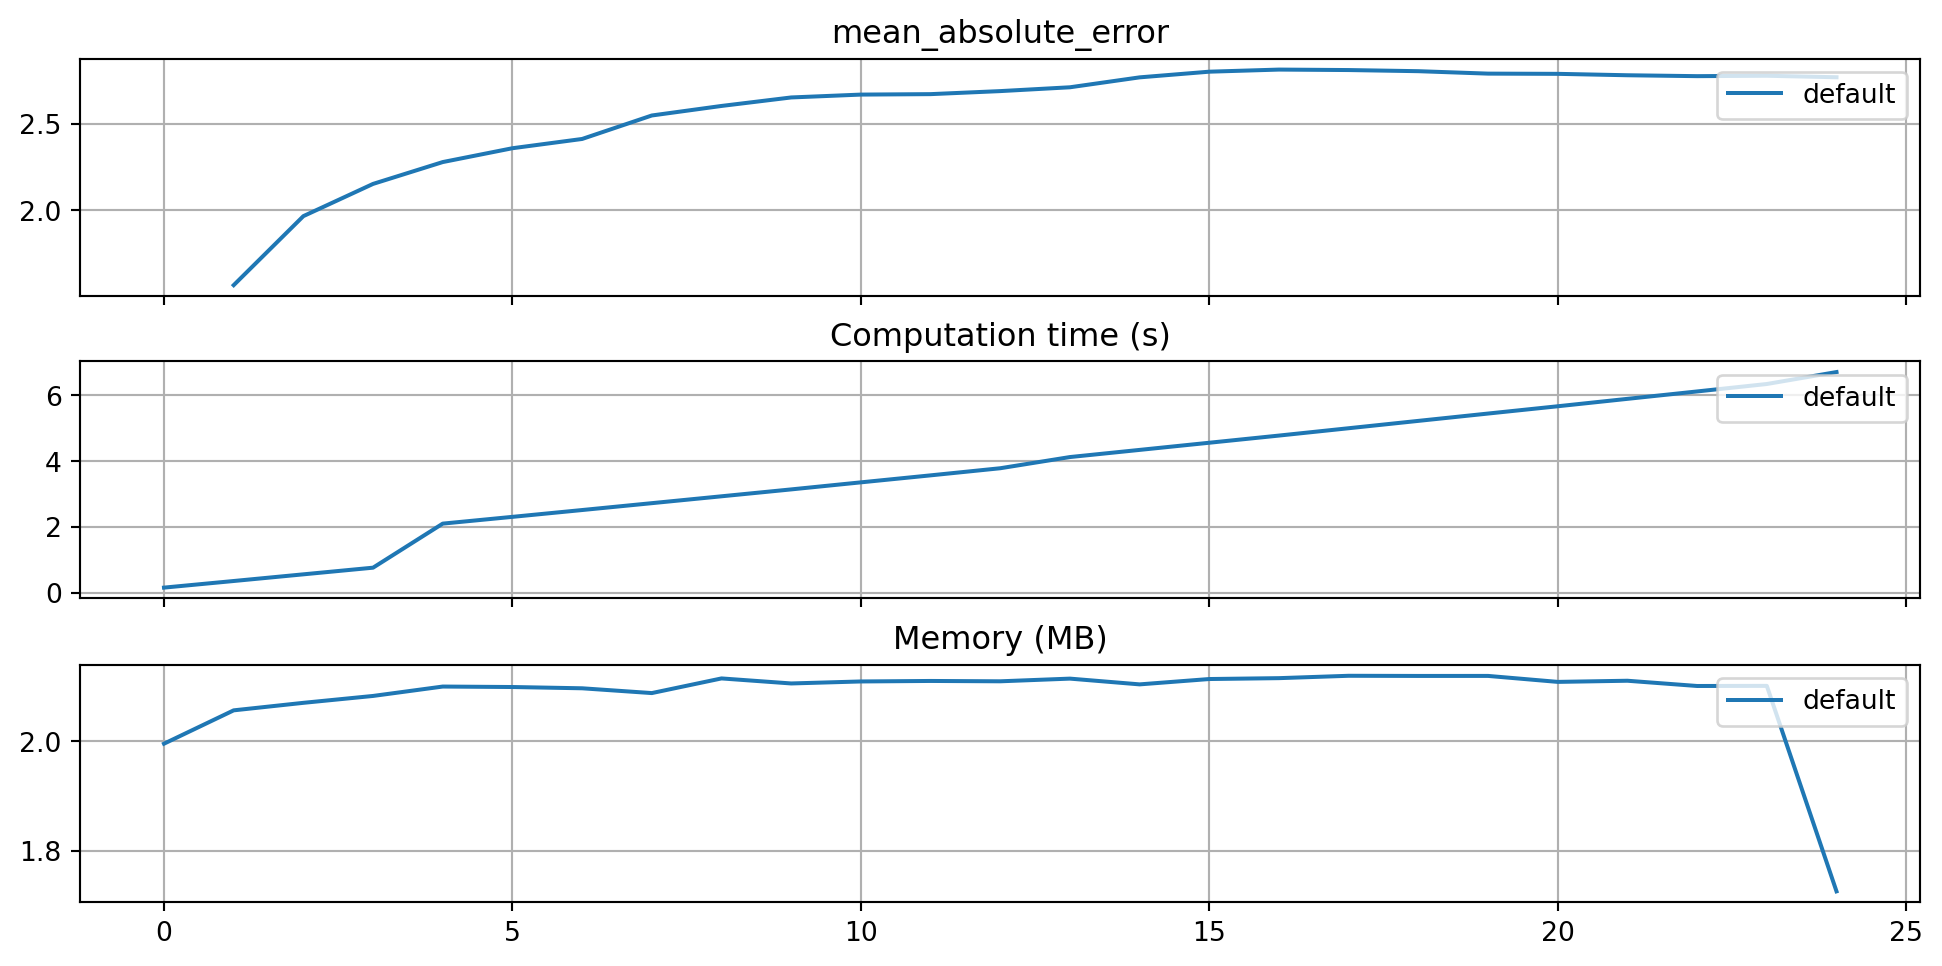 mean_absolute_error
2.5
2.0
default
Computation time (s)
6
4
2
0
default
Memory (MB)
2.0
1.8
default
0 5 10 15 20 25